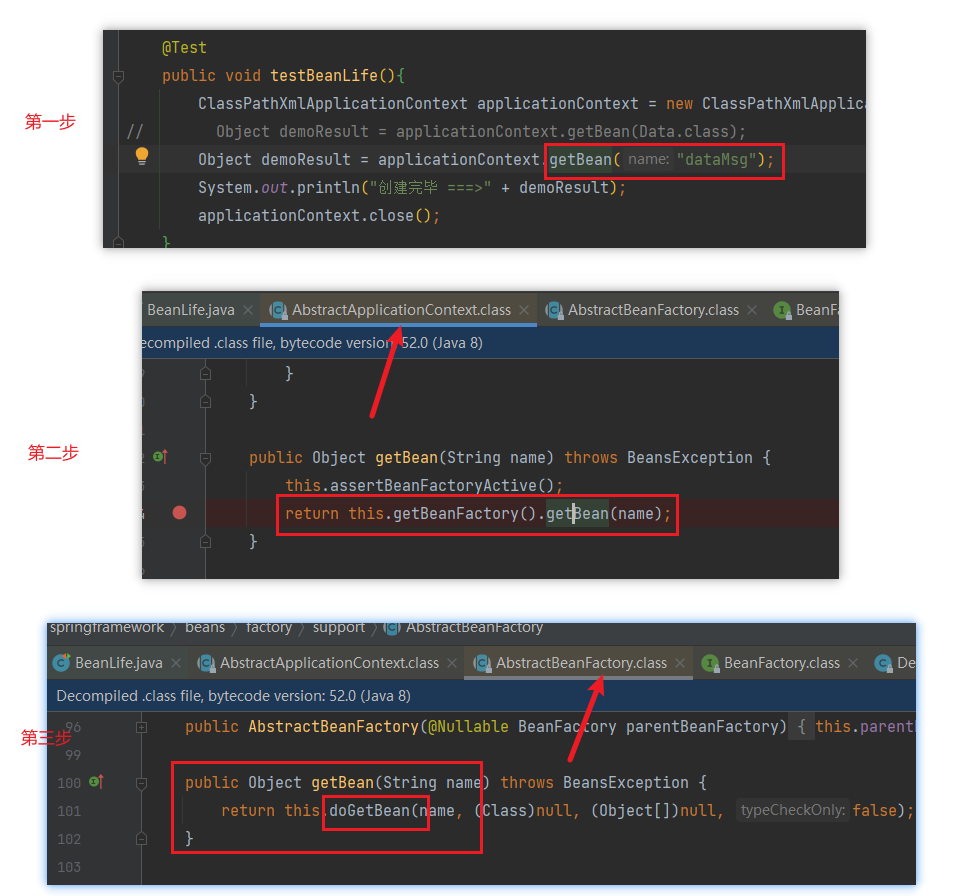 @Test
public void testBeanLife(){
第一步
ClassPathXmlApplicationContext applicationContext = new ClassPathXmlApplica
// Object demoResult = applicationContext.getBean(Data.class);
Object demoResult = applicationContext.getBean( name: "dataMsg");
System.out.println("创建完毕 ===>" + demoResult);
applicationContext.close();
}
BeanLife.java × AbstractApplicationContext.class × AbstractBeanFactory.class × BeanFa
ecompiled .class file, bytecode version: 52.0 (Java 8)
}
}
第二步
public Object getBean(String name) throws BeansException {
this.assertBeanFactoryActive();
return this.getBeanFactory().getBean(name);
}
springframework 〉 beans 〉 factory 〉 support 〉 AbstractBeanFactory
BeanLife.java × AbstractApplicationContext.class × AbstractBeanFactory.class × BeanFactory.class × De
Decompiled .class file, bytecode version: 52.0 (Java 8)
96 public AbstractBeanFactory(@Nullable BeanFactory parentBeanFactory) { this.parent
第三步
99
100 public Object getBean(String name) throws BeansException {
101 return this.doGetBean(name, (Class)null, (Object[])null, typeCheckOnly: false);
102 }
103